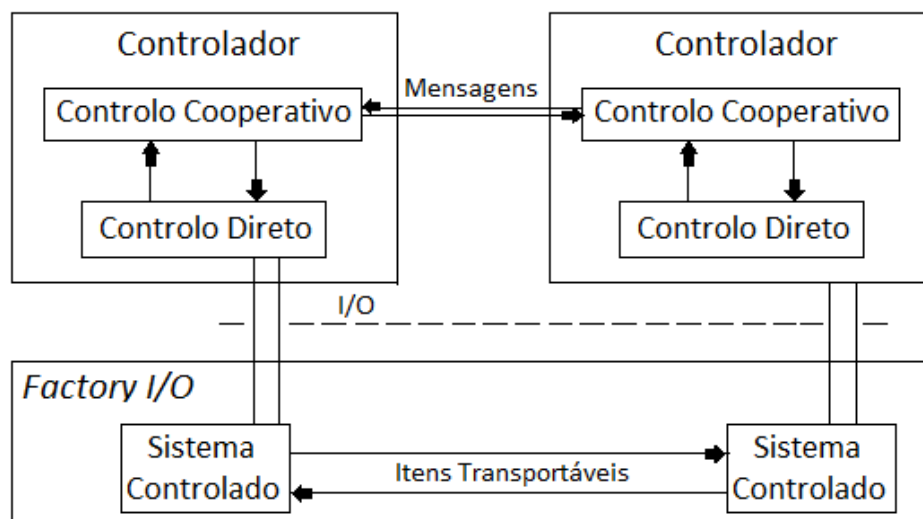 Controlador
Controlador
Controlo Cooperativo
Mensagens
Controlo Cooperativo
Controlo Direto
Controlo Direto
I/O
Factory I/O
Sistema
Controlado
Itens Transportáveis
Sistema
Controlado